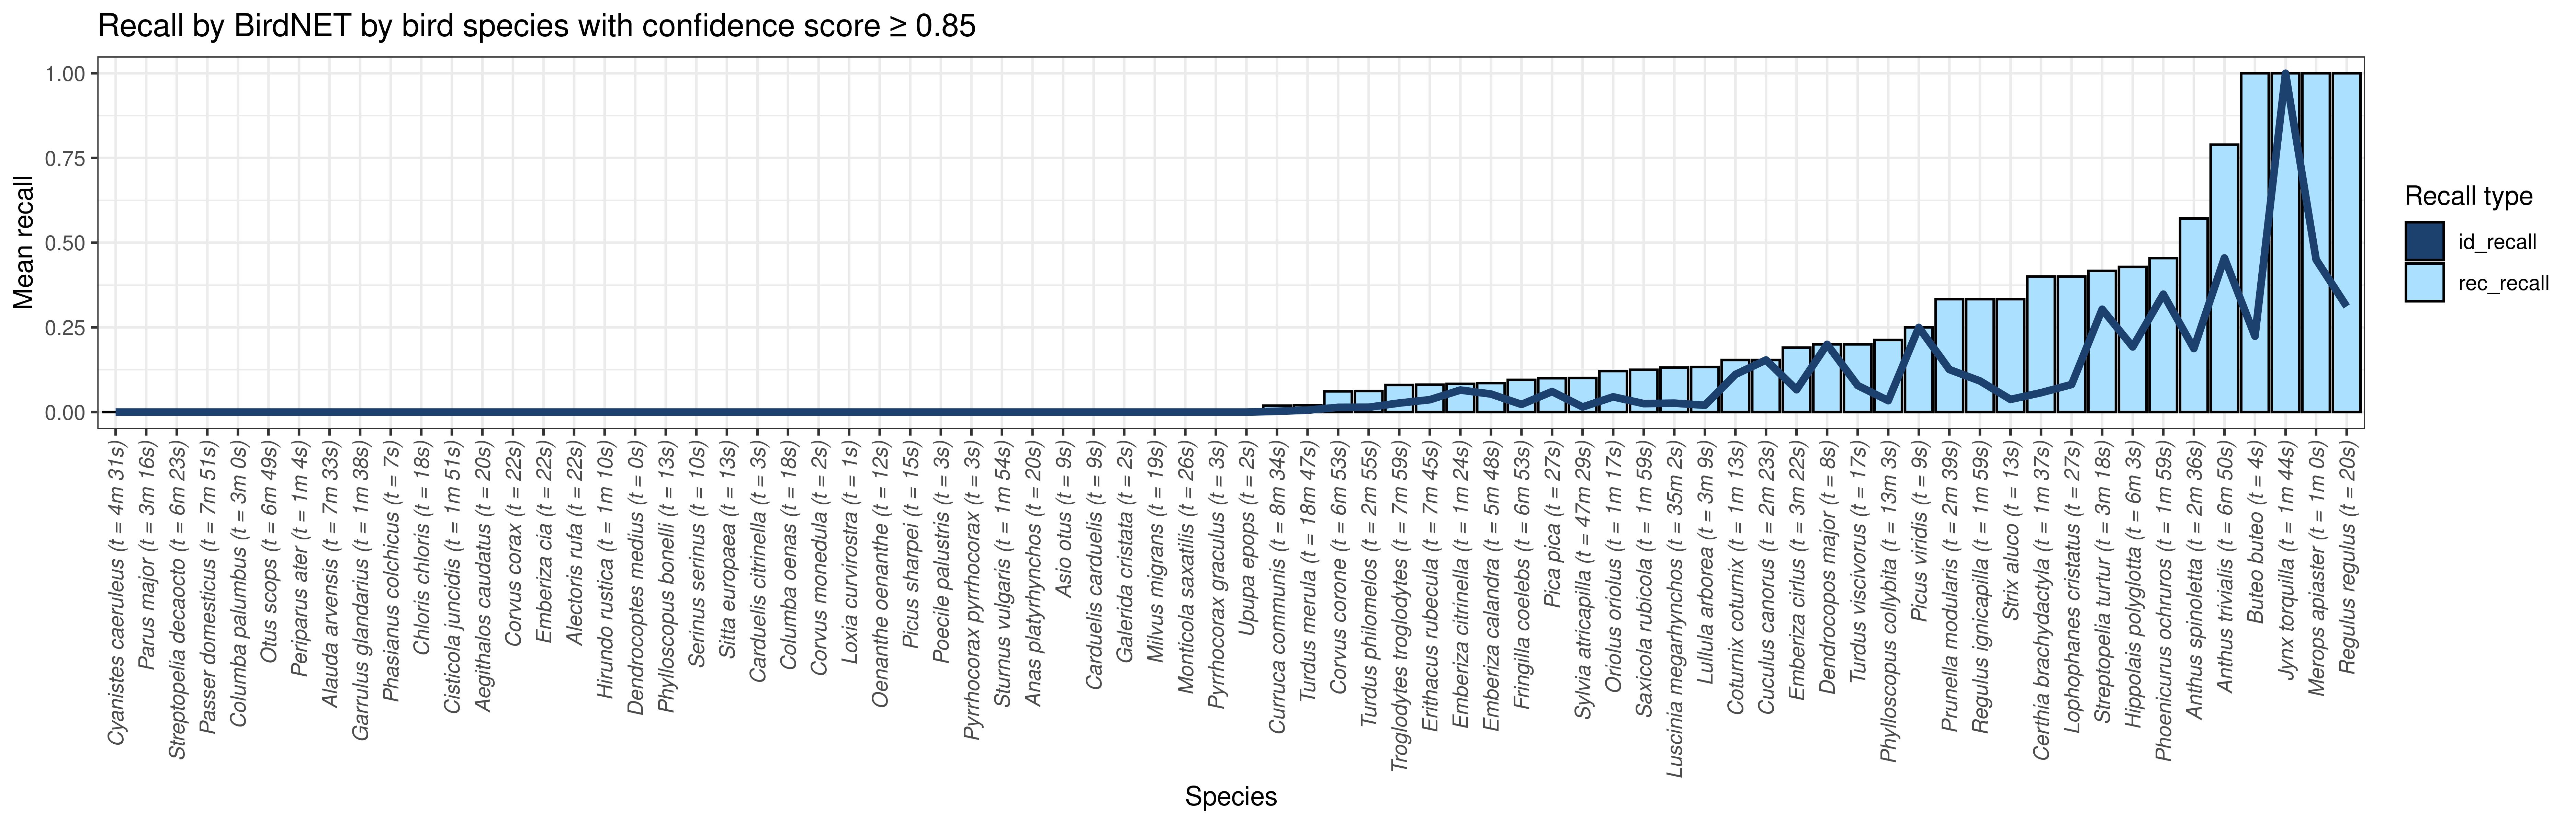 Recall by BirdNET by bird species with confidence score ≥ 0.85
Mean recall
1.00
0.75
0.50
0.25
0.00
Cyanistes caeruleus (t = 4m 31s)
Parus major (t = 3m 16s)
Streptopelia decaocto (t = 6m 23s)
Passer domesticus (t = 7m 51s)
Columba palumbus (t = 3m 0s)
Otus scops (t = 6m 49s)
Periparus ater (t = 1m 4s)
Alauda arvensis (t = 7m 33s)
Garrulus glandarius (t = 1m 38s)
Phasianus colchicus (t = 7s)
Chloris chloris (t = 18s)
Cisticola juncidis (t = 1m 51s)
Aegithalos caudatus (t = 20s)
Corvus corax (t = 22s)
Emberiza cia (t = 22s)
Alectoris rufa (t = 22s)
Hirundo rustica (t = 1m 10s)
Dendrocoptes medius (t = 0s)
Phylloscopus bonelli (t = 13s)
Serinus serinus (t = 10s)
Sitta europaea (t = 13s)
Carduelis citrinella (t = 3s)
Columba oenas (t = 18s)
Corvus monedula (t = 2s)
Loxia curvirostra (t = 1s)
Oenanthe oenanthe (t = 12s)
Picus sharpei (t = 15s)
Poecile palustris (t = 3s)
Pyrrhocorax pyrrhocorax (t = 3s)
Sturnus vulgaris (t = 1m 54s)
Anas platyrhynchos (t = 20s)
Asio otus (t = 9s)
Carduelis carduelis (t = 9s)
Galerida cristata (t = 2s)
Milvus migrans (t = 19s)
Monticola saxatilis (t = 26s)
Pyrrhocorax graculus (t = 3s)
Upupa epops (t = 2s)
Curruca communis (t = 8m 34s)
Turdus merula (t = 18m 47s)
Corvus corone (t = 6m 53s)
Turdus philomelos (t = 2m 55s)
Troglodytes troglodytes (t = 7m 59s)
Erithacus rubecula (t = 7m 45s)
Emberiza citrinella (t = 1m 24s)
Emberiza calandra (t = 5m 48s)
Fringilla coelebs (t = 6m 53s)
Pica pica (t = 27s)
Sylvia atricapilla (t = 47m 29s)
Oriolus oriolus (t = 1m 17s)
Saxicola rubicola (t = 1m 59s)
Luscinia megarhynchos (t = 35m 2s)
Lullula arborea (t = 3m 9s)
Coturnix coturnix (t = 1m 13s)
Cuculus canorus (t = 2m 23s)
Emberiza cirlus (t = 3m 22s)
Dendrocopos major (t = 8s)
Turdus viscivorus (t = 17s)
Phylloscopus collybita (t = 13m 3s)
Picus viridis (t = 9s)
Prunella modularis (t = 2m 39s)
Regulus ignicapilla (t = 1m 59s)
Strix aluco (t = 13s)
Certhia brachydactyla (t = 1m 37s)
Lophophanes cristatus (t = 27s)
Streptopelia turtur (t = 3m 18s)
Hippolais polyglotta (t = 6m 3s)
Phoenicurus ochruros (t = 1m 59s)
Anthus spinoletta (t = 2m 36s)
Anthus trivialis (t = 6m 50s)
Buteo buteo (t = 4s)
Jynx torquilla (t = 1m 44s)
Merops apiaster (t = 1m 0s)
Regulus regulus (t = 20s)
Species
Recall type
id_recall
rec_recall